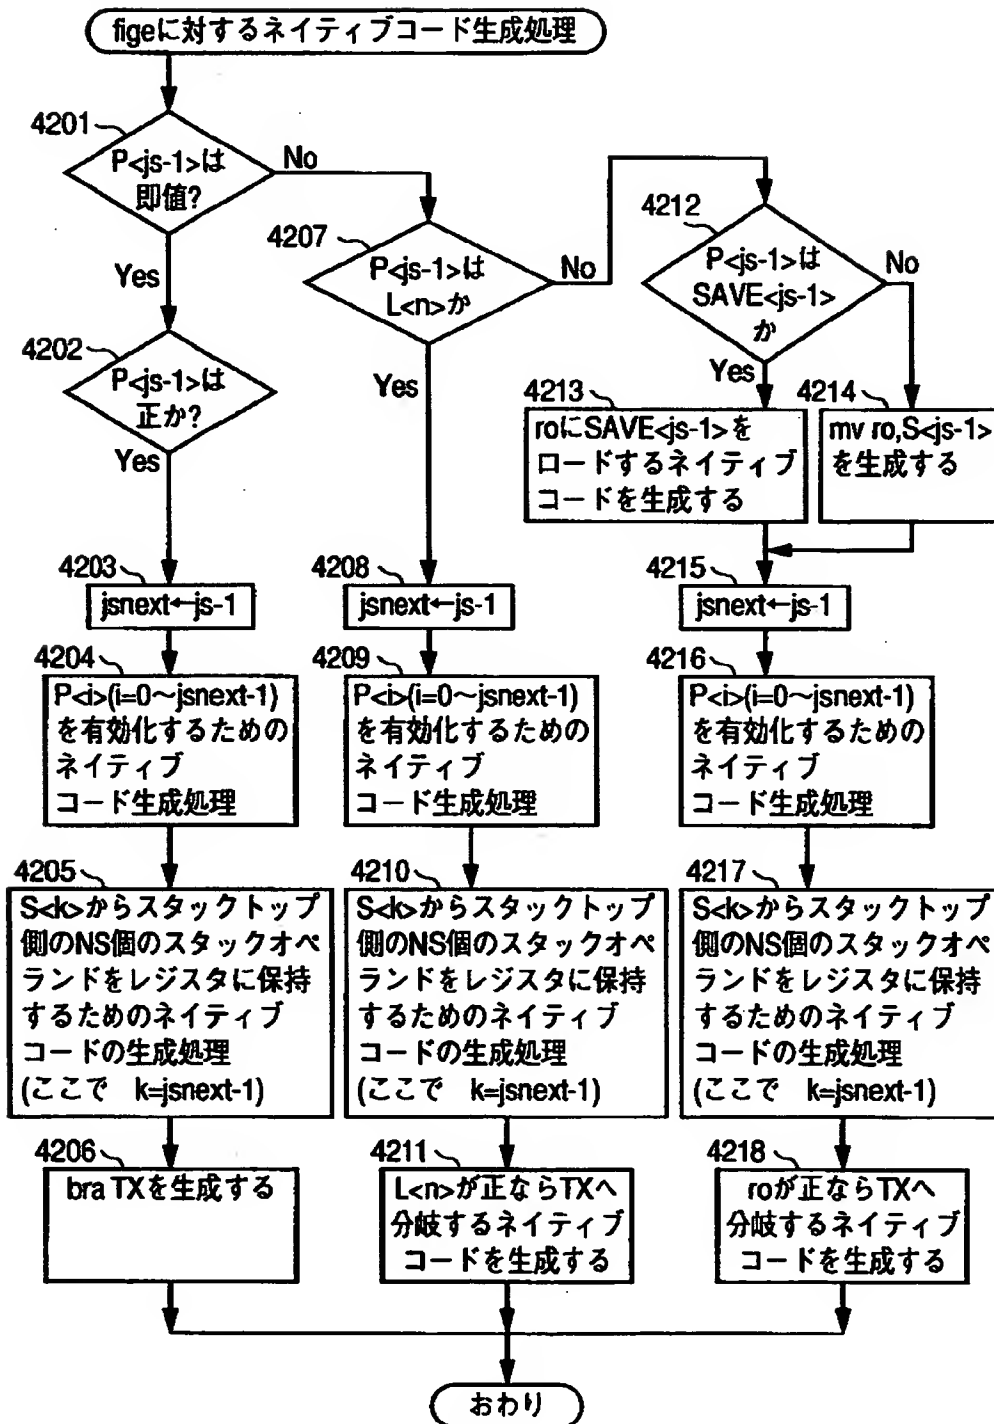 figeに対するネイティブコード生成処理
4201
P<js-1>は
即値?
No
Yes
4202
P<js-1>は
正か?
Yes
4203
jsnext←js-1
4204
P<i>(i=0～jsnext-1)
を有効化するための
ネイティブ
コード生成処理
4205
S<k>からスタックトップ
側のNS個のスタックオペ
ランドをレジスタに保持
するためのネイティブ
コードの生成処理
(ここで k=jsnext-1)
4206
bra TXを生成する
4207
P<js-1>は
L<n>か
No
Yes
4208
jsnext←js-1
4209
P<i>(i=0～jsnext-1)
を有効化するための
ネイティブ
コード生成処理
4210
S<k>からスタックトップ
側のNS個のスタックオペ
ランドをレジスタに保持
するためのネイティブ
コードの生成処理
(ここで k=jsnext-1)
4211
L<n>が正ならTXへ
分岐するネイティブ
コードを生成する
4212
P<js-1>は
SAVE<js-1>
か
No
Yes
4213
roにSAVE<js-1>を
ロードするネイティブ
コードを生成する
4214
mv ro,S<js-1>
を生成する
4215
jsnext←js-1
4216
P<i>(i=0～jsnext-1)
を有効化するための
ネイティブ
コード生成処理
4217
S<k>からスタックトップ
側のNS個のスタックオペ
ランドをレジスタに保持
するためのネイティブ
コードの生成処理
(ここで k=jsnext-1)
4218
roが正ならTXへ
分岐するネイティブ
コードを生成する
おわり